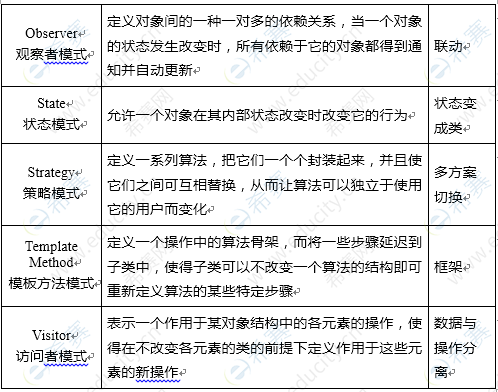 Observer
观察者模式
定义对象间的一种一对多的依赖关系，当一个对象
的状态发生改变时，所有依赖于它的对象都得到通
知并自动更新
联动
State
状态模式
允许一个对象在其内部状态改变时改变它的行为
状态变
成类
Strategy
策略模式
定义一系列算法，把它们一个个封装起来，并且使
它们之间可互相替换，从而让算法可以独立于使用
它的用户而变化
多方案
切换
Template
Method
模板方法模式
定义一个操作中的算法骨架，而将一些步骤延迟到
子类中，使得子类可以不改变一个算法的结构即可
重新定义算法的某些特定步骤
框架
Visitor
访问者模式
表示一个作用于某对象结构中的各元素的操作，使
得在不改变各元素的类的前提下定义作用于这些元
素的新操作
数据与
操作分
离
希赛
www.educity.cn
希赛网